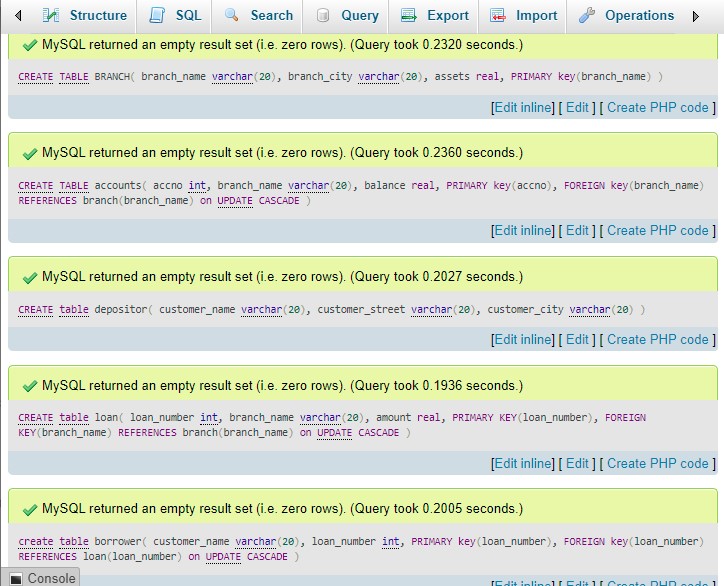 Structure SQL Search Query Export Import Operations
MySQL returned an empty result set (i.e. zero rows). (Query took 0.2320 seconds.)
CREATE TABLE BRANCH( branch_name varchar(20), branch_city varchar(20), assets real, PRIMARY key(branch_name) )
[Edit inline] [ Edit ] [ Create PHP code ]
MySQL returned an empty result set (i.e. zero rows). (Query took 0.2360 seconds.)
CREATE TABLE accounts( accno int, branch_name varchar(20), balance real, PRIMARY key(accno), FOREIGN key(branch_name)
REFERENCES branch(branch_name) on UPDATE CASCADE )
[Edit inline] [ Edit ] [ Create PHP code ]
MySQL returned an empty result set (i.e. zero rows). (Query took 0.2027 seconds.)
CREATE table depositor( customer_name varchar(20), customer_street varchar(20), customer_city varchar(20) )
[Edit inline] [ Edit ] [ Create PHP code ]
MySQL returned an empty result set (i.e. zero rows). (Query took 0.1936 seconds.)
CREATE table loan( loan_number int, branch_name varchar(20), amount real, PRIMARY KEY(loan_number), FOREIGN
KEY(branch_name) REFERENCES branch(branch_name) on UPDATE CASCADE )
[Edit inline] [ Edit ] [ Create PHP code ]
MySQL returned an empty result set (i.e. zero rows). (Query took 0.2005 seconds.)
create table borrower( customer_name varchar(20), loan_number int, PRIMARY key(loan_number), FOREIGN key(loan_number)
REFERENCES loan(loan_number) on UPDATE CASCADE )
[Edit inline] [ Edit ] [ Create PHP code ]
Console